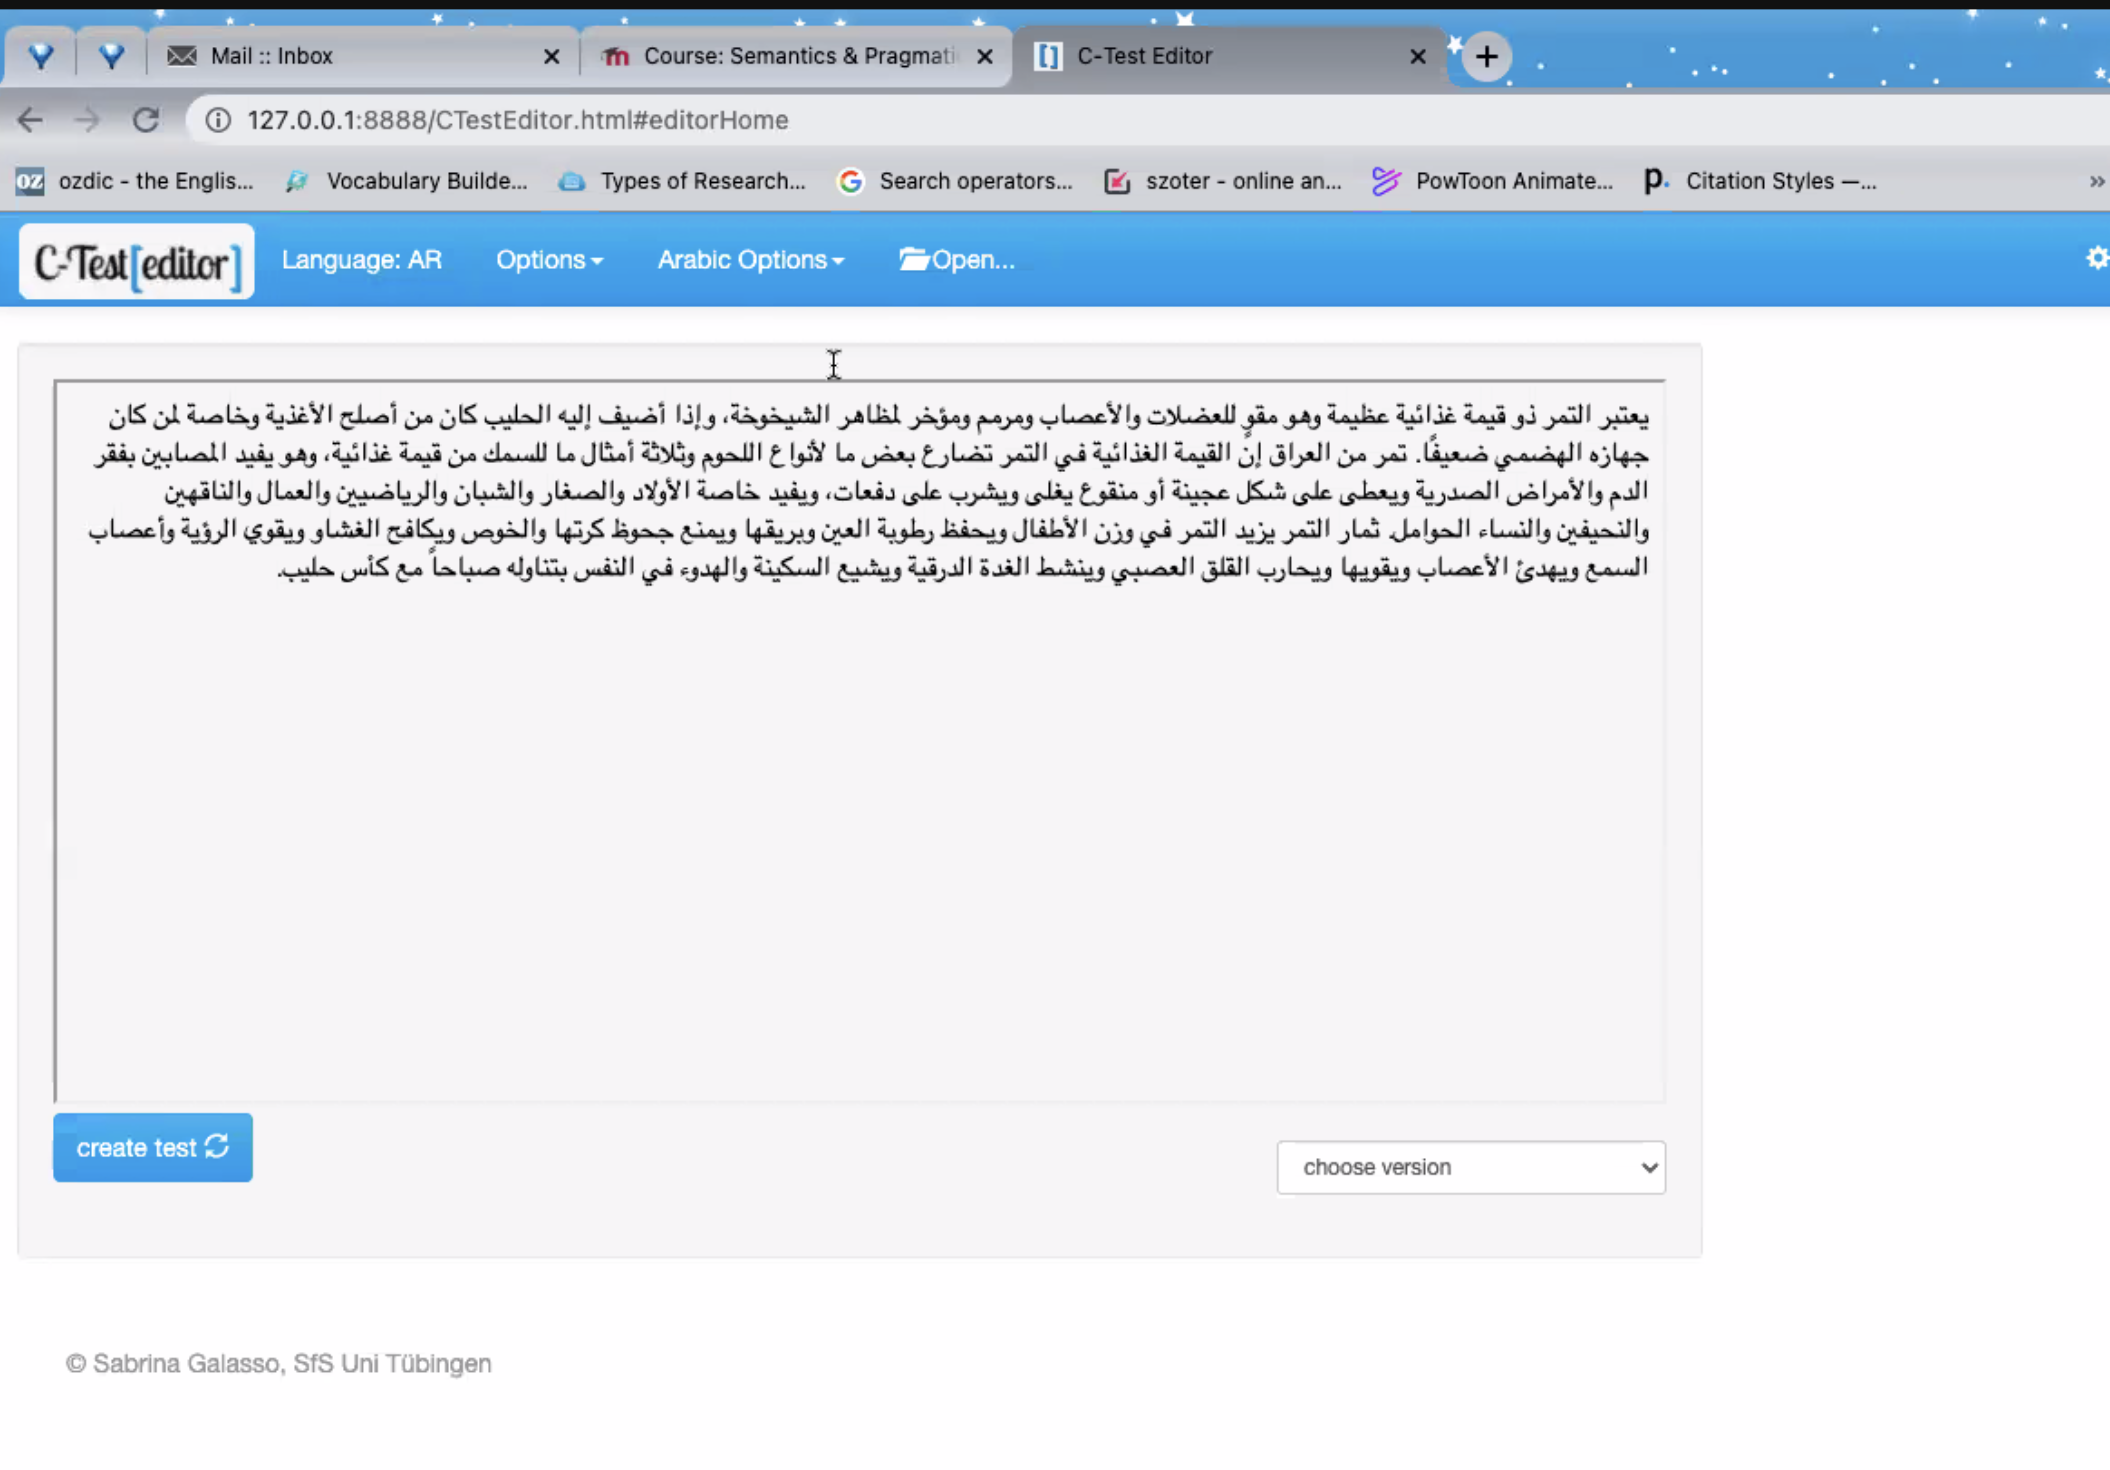 Mail :: Inbox
Course: Semantics & Pragmati
C-Test Editor
127.0.0.1:8888/CTestEditor.html#editorHome
ozdic - the Englis...
Vocabulary Builde...
Types of Research...
Search operators...
szoter - online an...
PowToon Animate...
Citation Styles —...
C-Test[editor]
Language: AR
Options
Arabic Options
Open...
يعتبر التمر ذو قيمة غذائية عظيمة وهو مقوٍ للعضلات والأعصاب ومرمم ومؤخر لمظاهر الشيخوخة، وإذا أضيف إليه الحليب كان من أصلح الأغذية وخاصة لمن كان
جهازه الهضمي ضعيفًا. تمر من العراق إنّ القيمة الغذائية في التمر تضارع بعض ما لأنواع اللحوم وثلاثة أمثال ما للسمك من قيمة غذائية، وهو يفيد المصابين بفقر
الدم والأمراض الصدرية ويعطى على شكل عجينة أو منقوع يغلى ويشرب على دفعات، ويفيد خاصة الأولاد والصغار والشبان والرياضيين والعمال والناقهين
والنحيفين والنساء الحوامل. ثمار التمر يزيد التمر في وزن الأطفال ويحفظ رطوبة العين وبريقها ويمنع جحوظ كرتها والخوص ويكافح الغشاو ويقوي الرؤية وأعصاب
السمع ويهدئ الأعصاب ويقويها ويحارب القلق العصبي وينشط الغدة الدرقية ويشيع السكينة والهدوء في النفس بتناوله صباحاً مع كأس حليب.
create test
choose version
© Sabrina Galasso, SfS Uni Tübingen